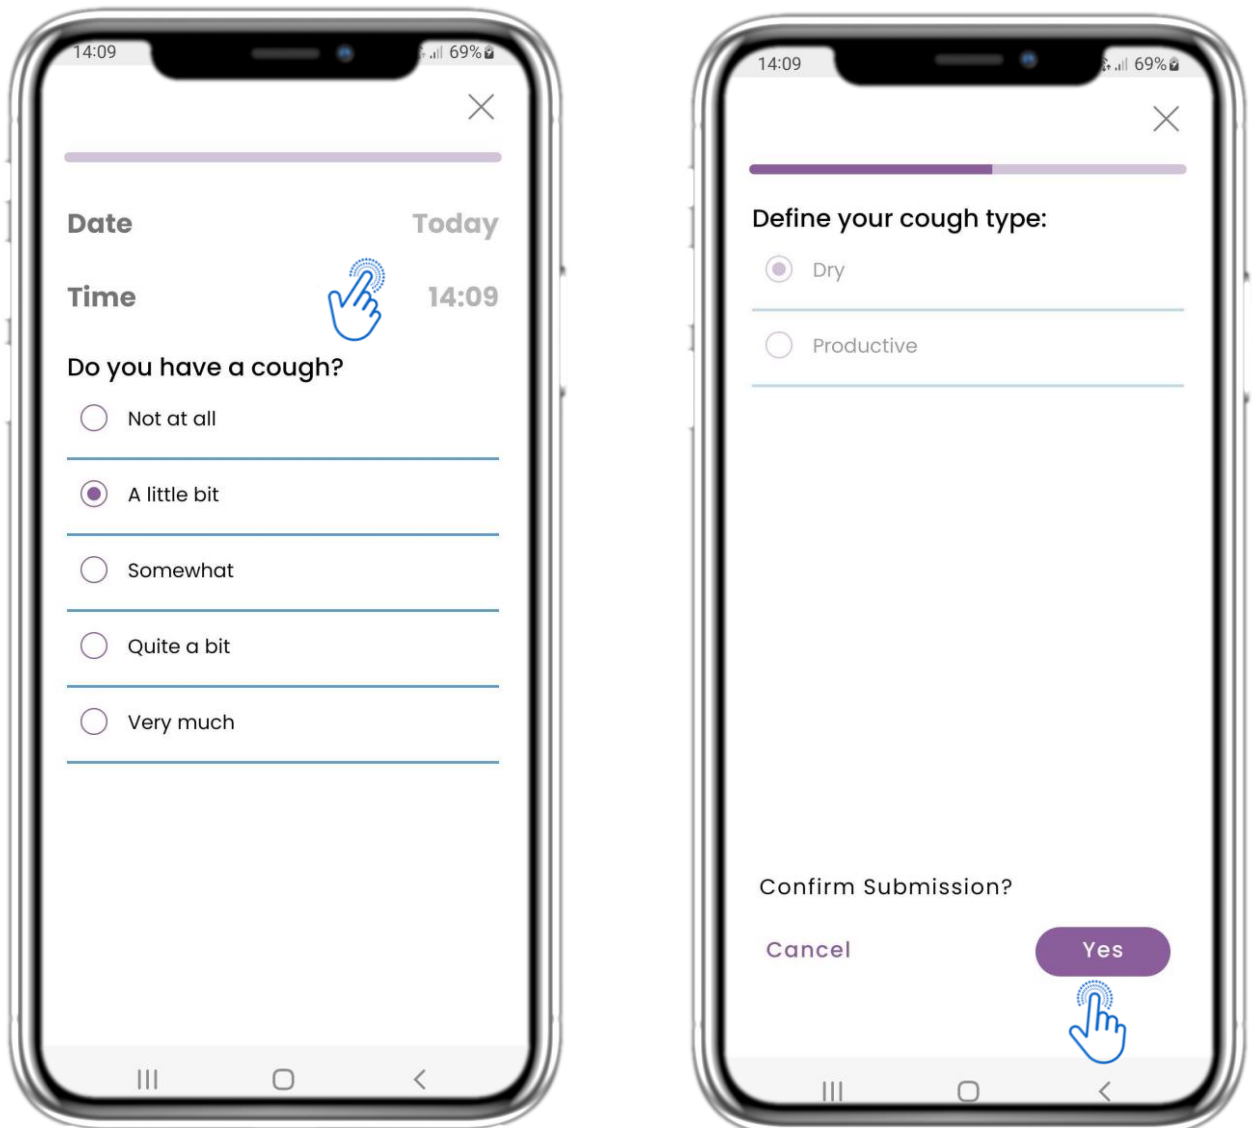 14:09 69%
Date Today
Time 14:09
Do you have a cough?
Not at all
A little bit
Somewhat
Quite a bit
Very much
14:09 69%
Define your cough type:
Dry
Productive
Confirm Submission?
Cancel Yes